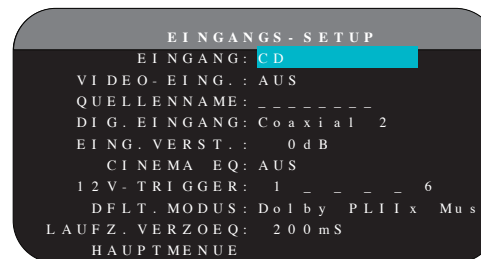 EINGANGS-SETUP
EINGANG: CD
VIDEO-EING.: AUS
QUELLENNAME: _ _ _ _ _ _ _ _
DIG. EINGANG: Coaxial 2
EING. VERST.: 0dB
CINEMA EQ: AUS
12V-TRIGGER: 1 _ _ _ _ 6
DFLT. MODUS: Dolby PLIIx Mus
LAUFZ. VERZOEQ: 200mS
HAUPTMENUE